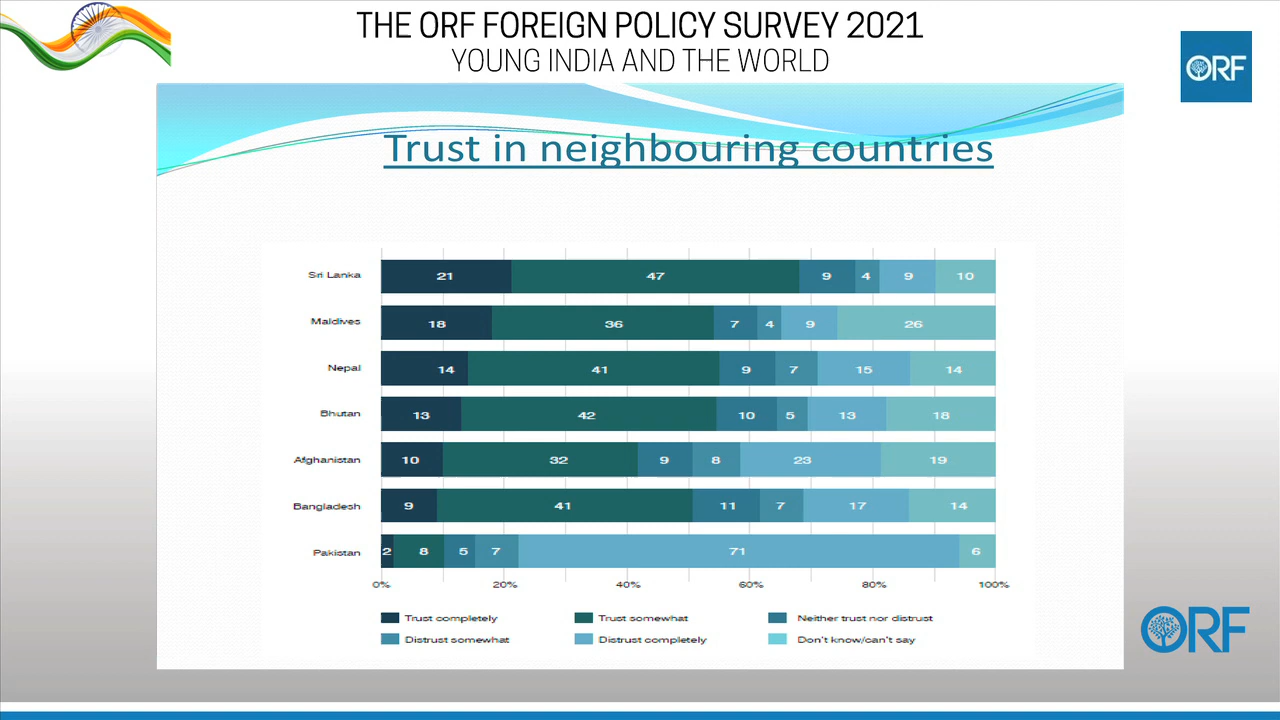 THE ORF FOREIGN POLICY SURVEY 2021
YOUNG INDIA AND THE WORLD
ORF
Trust in neighbouring countries
Sri Lanka 21 47 9 4 9 10
Maldives 18 36 7 4 9 26
Nepal 14 41 9 7 15 14
Bhutan 13 42 10 5 13 18
Afghanistan 10 32 9 8 23 19
Bangladesh 9 41 11 7 17 14
Pakistan 2 8 5 7 71 6
0% 20% 40% 60% 80% 100%
Trust completely Trust somewhat Neither trust nor distrust
Distrust somewhat Distrust completely Don't know/can't say
ORF